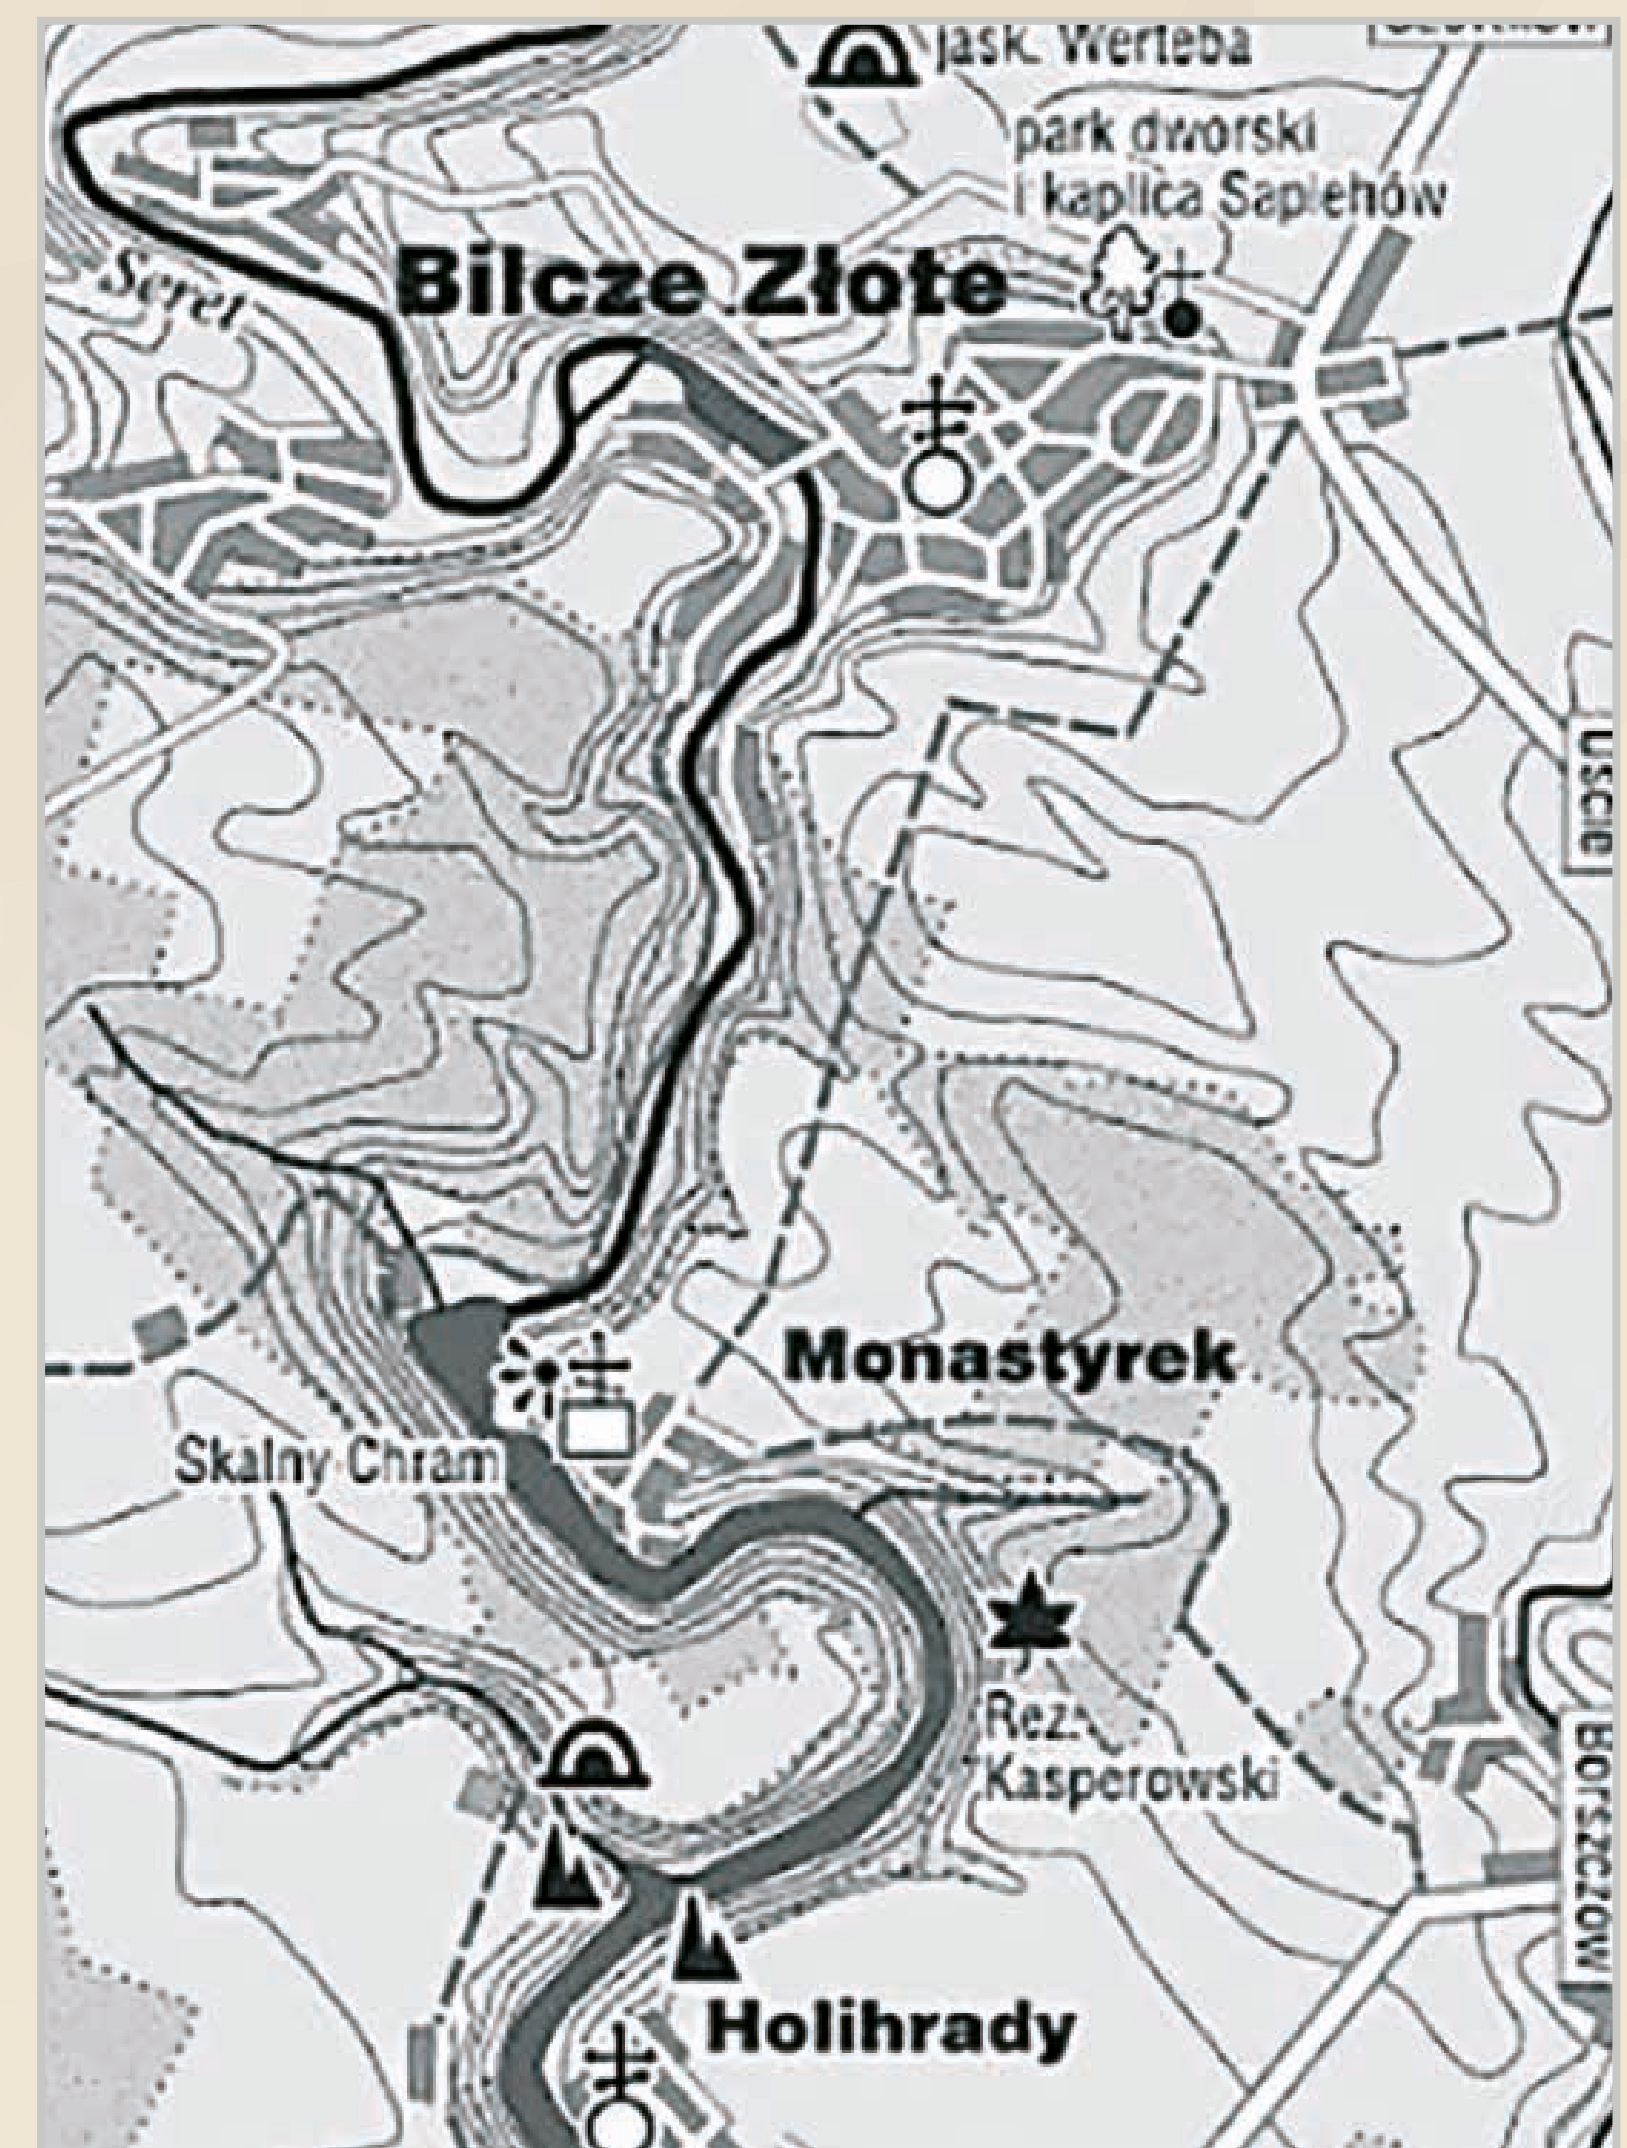 jask. Werteba
park dworski
i kaplica Sapiehów
Bilcze Złote
Seret
Uście
Monastyrek
Skalny Chram
Rez.
Kasperowski
Borszczów
Holihrady